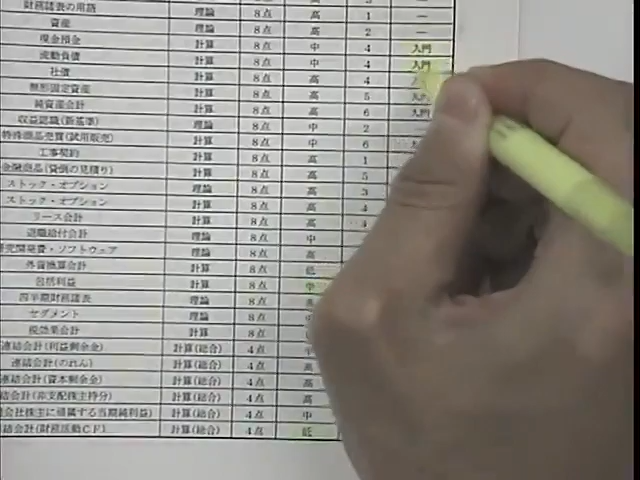 財務諸表の用語 理論 8点 高 1 —
資産 理論 8点 高 2 —
現金預金 計算 8点 中 4 入門
流動負債 計算 8点 中 4 入門
社債 計算 8点 高 4
無形固定資産 計算 8点 高 5 入門
純資産会計 計算 8点 高 6 入門
収益認識(新基準) 理論 8点 中 2 —
特殊商品売買(試用販売) 計算 8点 中 6
工事契約 計算 8点 高 1
金融商品(貸倒の見積り) 計算 8点 高 5
ストック・オプション 理論 8点 高 3
ストック・オプション 計算 8点 高 4
リース会計 計算 8点 高 4
退職給付会計 理論 8点 中
研究開発費・ソフトウェア 理論 8点 高
外貨換算会計 計算 8点 低
包括利益 計算 8点 中
四半期財務諸表 理論 8点
セグメント 理論 8点
税効果会計 計算 8点
連結会計(利益剰余金) 計算(総合) 4点
連結会計(のれん) 計算(総合) 4点 高
連結会計(資本剰余金) 計算(総合) 4点 高
結会計(非支配株主持分) 計算(総合) 4点 高
会社株主に帰属する当期純利益) 計算(総合) 4点 中
結会計(財務活動CF) 計算(総合) 4点 低